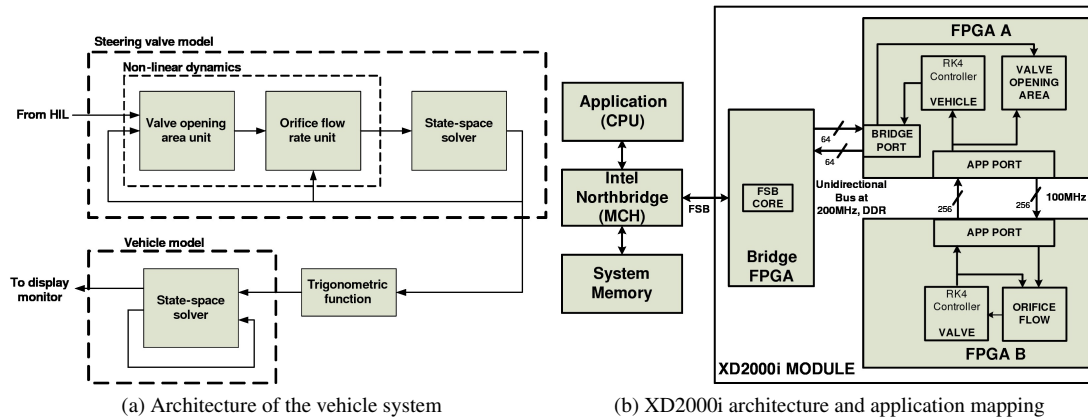 Steering valve model
Non-linear dynamics
From HIL
Valve opening
area unit
Orifice flow
rate unit
State-space
solver
Vehicle model
To display
monitor
State-space
solver
Trigonometric
function
(a) Architecture of the vehicle system
Application
(CPU)
Intel
Northbridge
(MCH)
System
Memory
FSB
FSB
CORE
Bridge
FPGA
64
64
Unidirectional
Bus at
200MHz, DDR
FPGA A
RK4
Controller
VEHICLE
VALVE
OPENING
AREA
BRIDGE
PORT
APP PORT
256
256
100MHz
APP PORT
RK4
Controller
VALVE
ORIFICE
FLOW
FPGA B
XD2000i MODULE
(b) XD2000i architecture and application mapping